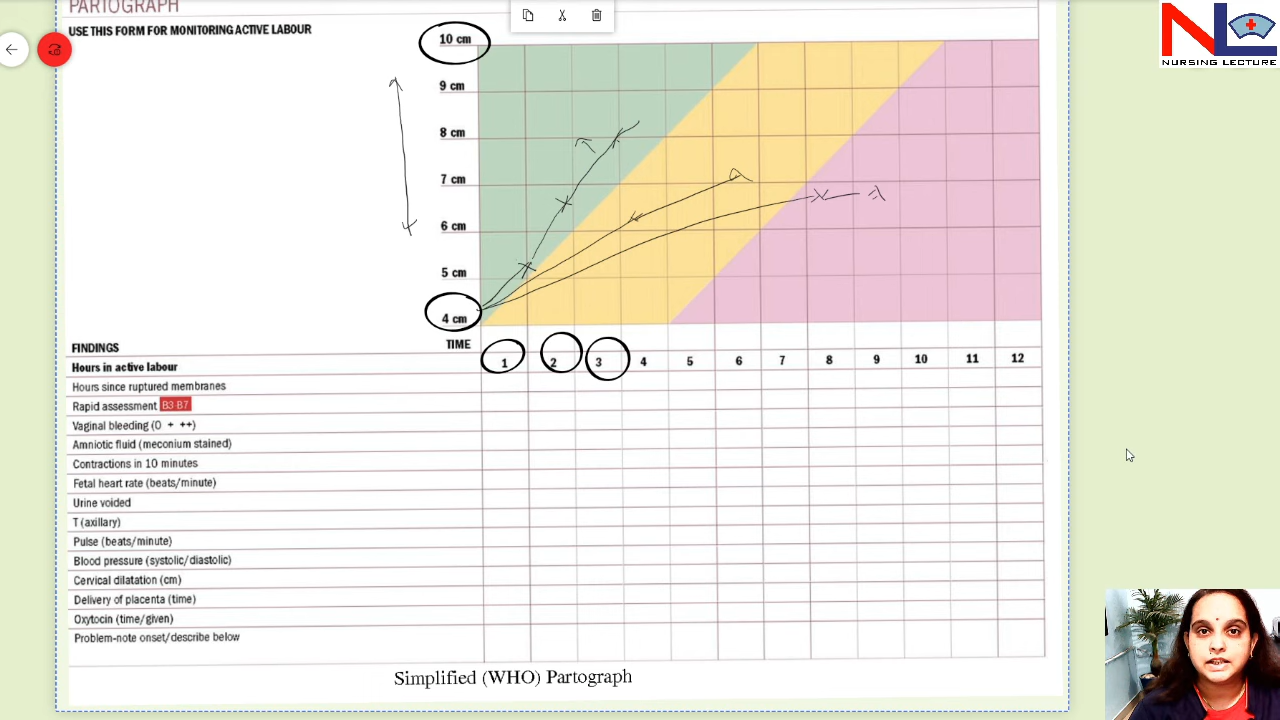 PARTOGRAPH
USE THIS FORM FOR MONITORING ACTIVE LABOUR
10 cm
9 cm
8 cm
7 cm
6 cm
5 cm
4 cm
FINDINGS TIME
Hours in active labour 1 2 3 4 5 6 7 8 9 10 11 12
Hours since ruptured membranes
Rapid assessment B3 B7
Vaginal bleeding (0 + ++)
Amniotic fluid (meconium stained)
Contractions in 10 minutes
Fetal heart rate (beats/minute)
Urine voided
T (axillary)
Pulse (beats/minute)
Blood pressure (systolic/diastolic)
Cervical dilatation (cm)
Delivery of placenta (time)
Oxytocin (time/given)
Problem-note onset/describe below
Simplified (WHO) Partograph
NL
NURSING LECTURE